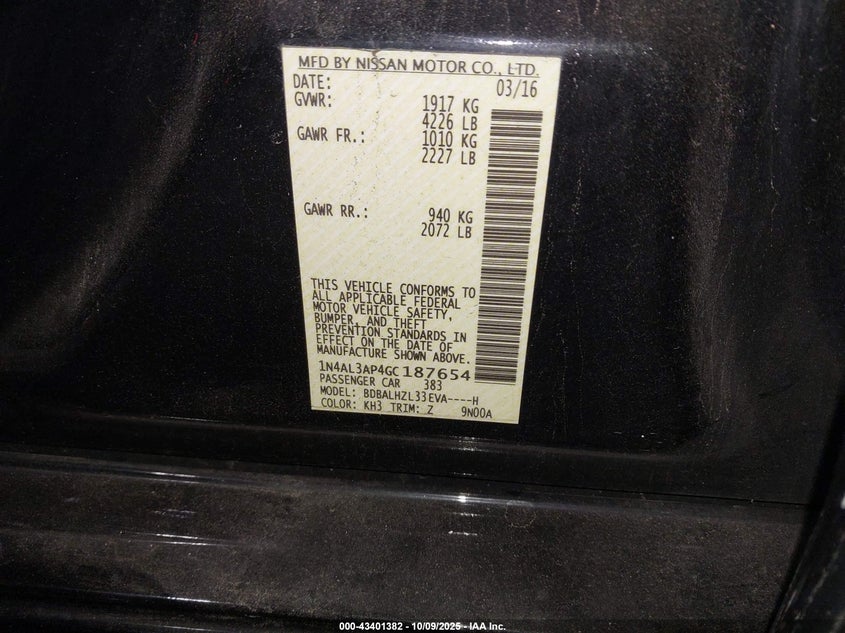 MFD BY NISSAN MOTOR CO., LTD.
DATE: 03/16
GVWR: 1917 KG
4226 LB
GAWR FR.: 1010 KG
2227 LB
GAWR RR.: 940 KG
2072 LB
THIS VEHICLE CONFORMS TO
ALL APPLICABLE FEDERAL
MOTOR VEHICLE SAFETY,
BUMPER, AND THEFT
PREVENTION STANDARDS IN
EFFECT ON THE DATE OF
MANUFACTURE SHOWN ABOVE.
1N4AL3AP4GC187654
PASSENGER CAR 383
MODEL: BDBALHZL33EVA----H
COLOR: KH3 TRIM: Z 9N00A
000-43401382 - 10/09/2025 - IAA Inc.